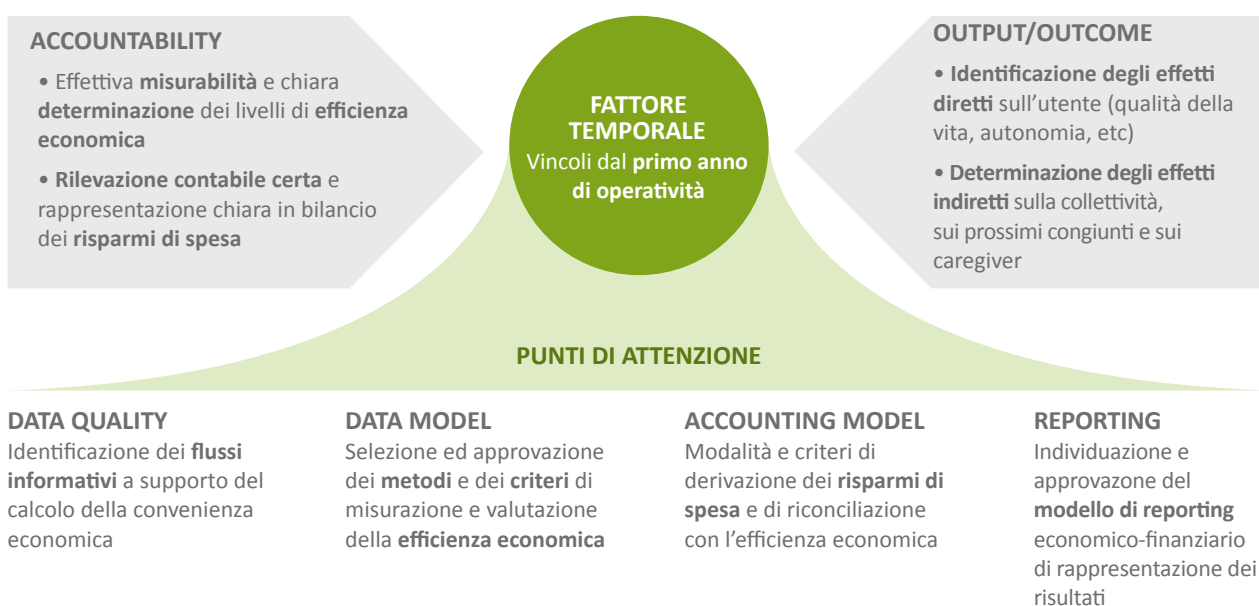 ACCOUNTABILITY
• Effettiva misurabilità e chiara
determinazione dei livelli di efficienza
economica
• Rilevazione contabile certa e
rappresentazione chiara in bilancio
dei risparmi di spesa
FATTORE
TEMPORALE
Vincoli dal primo anno
di operatività
OUTPUT/OUTCOME
• Identificazione degli effetti
diretti sull'utente (qualità della
vita, autonomia, etc)
• Determinazione degli effetti
indiretti sulla collettività,
sui prossimi congiunti e sui
caregiver
PUNTI DI ATTENZIONE
DATA QUALITY
Identificazione dei flussi
informativi a supporto del
calcolo della convenienza
economica
DATA MODEL
Selezione ed approvazione
dei metodi e dei criteri di
misurazione e valutazione
della efficienza economica
ACCOUNTING MODEL
Modalità e criteri di
derivazione dei risparmi di
spesa e di riconciliazione
con l'efficienza economica
REPORTING
Individuazione e
approvazone del
modello di reporting
economico-finanziario
di rappresentazione dei
risultati